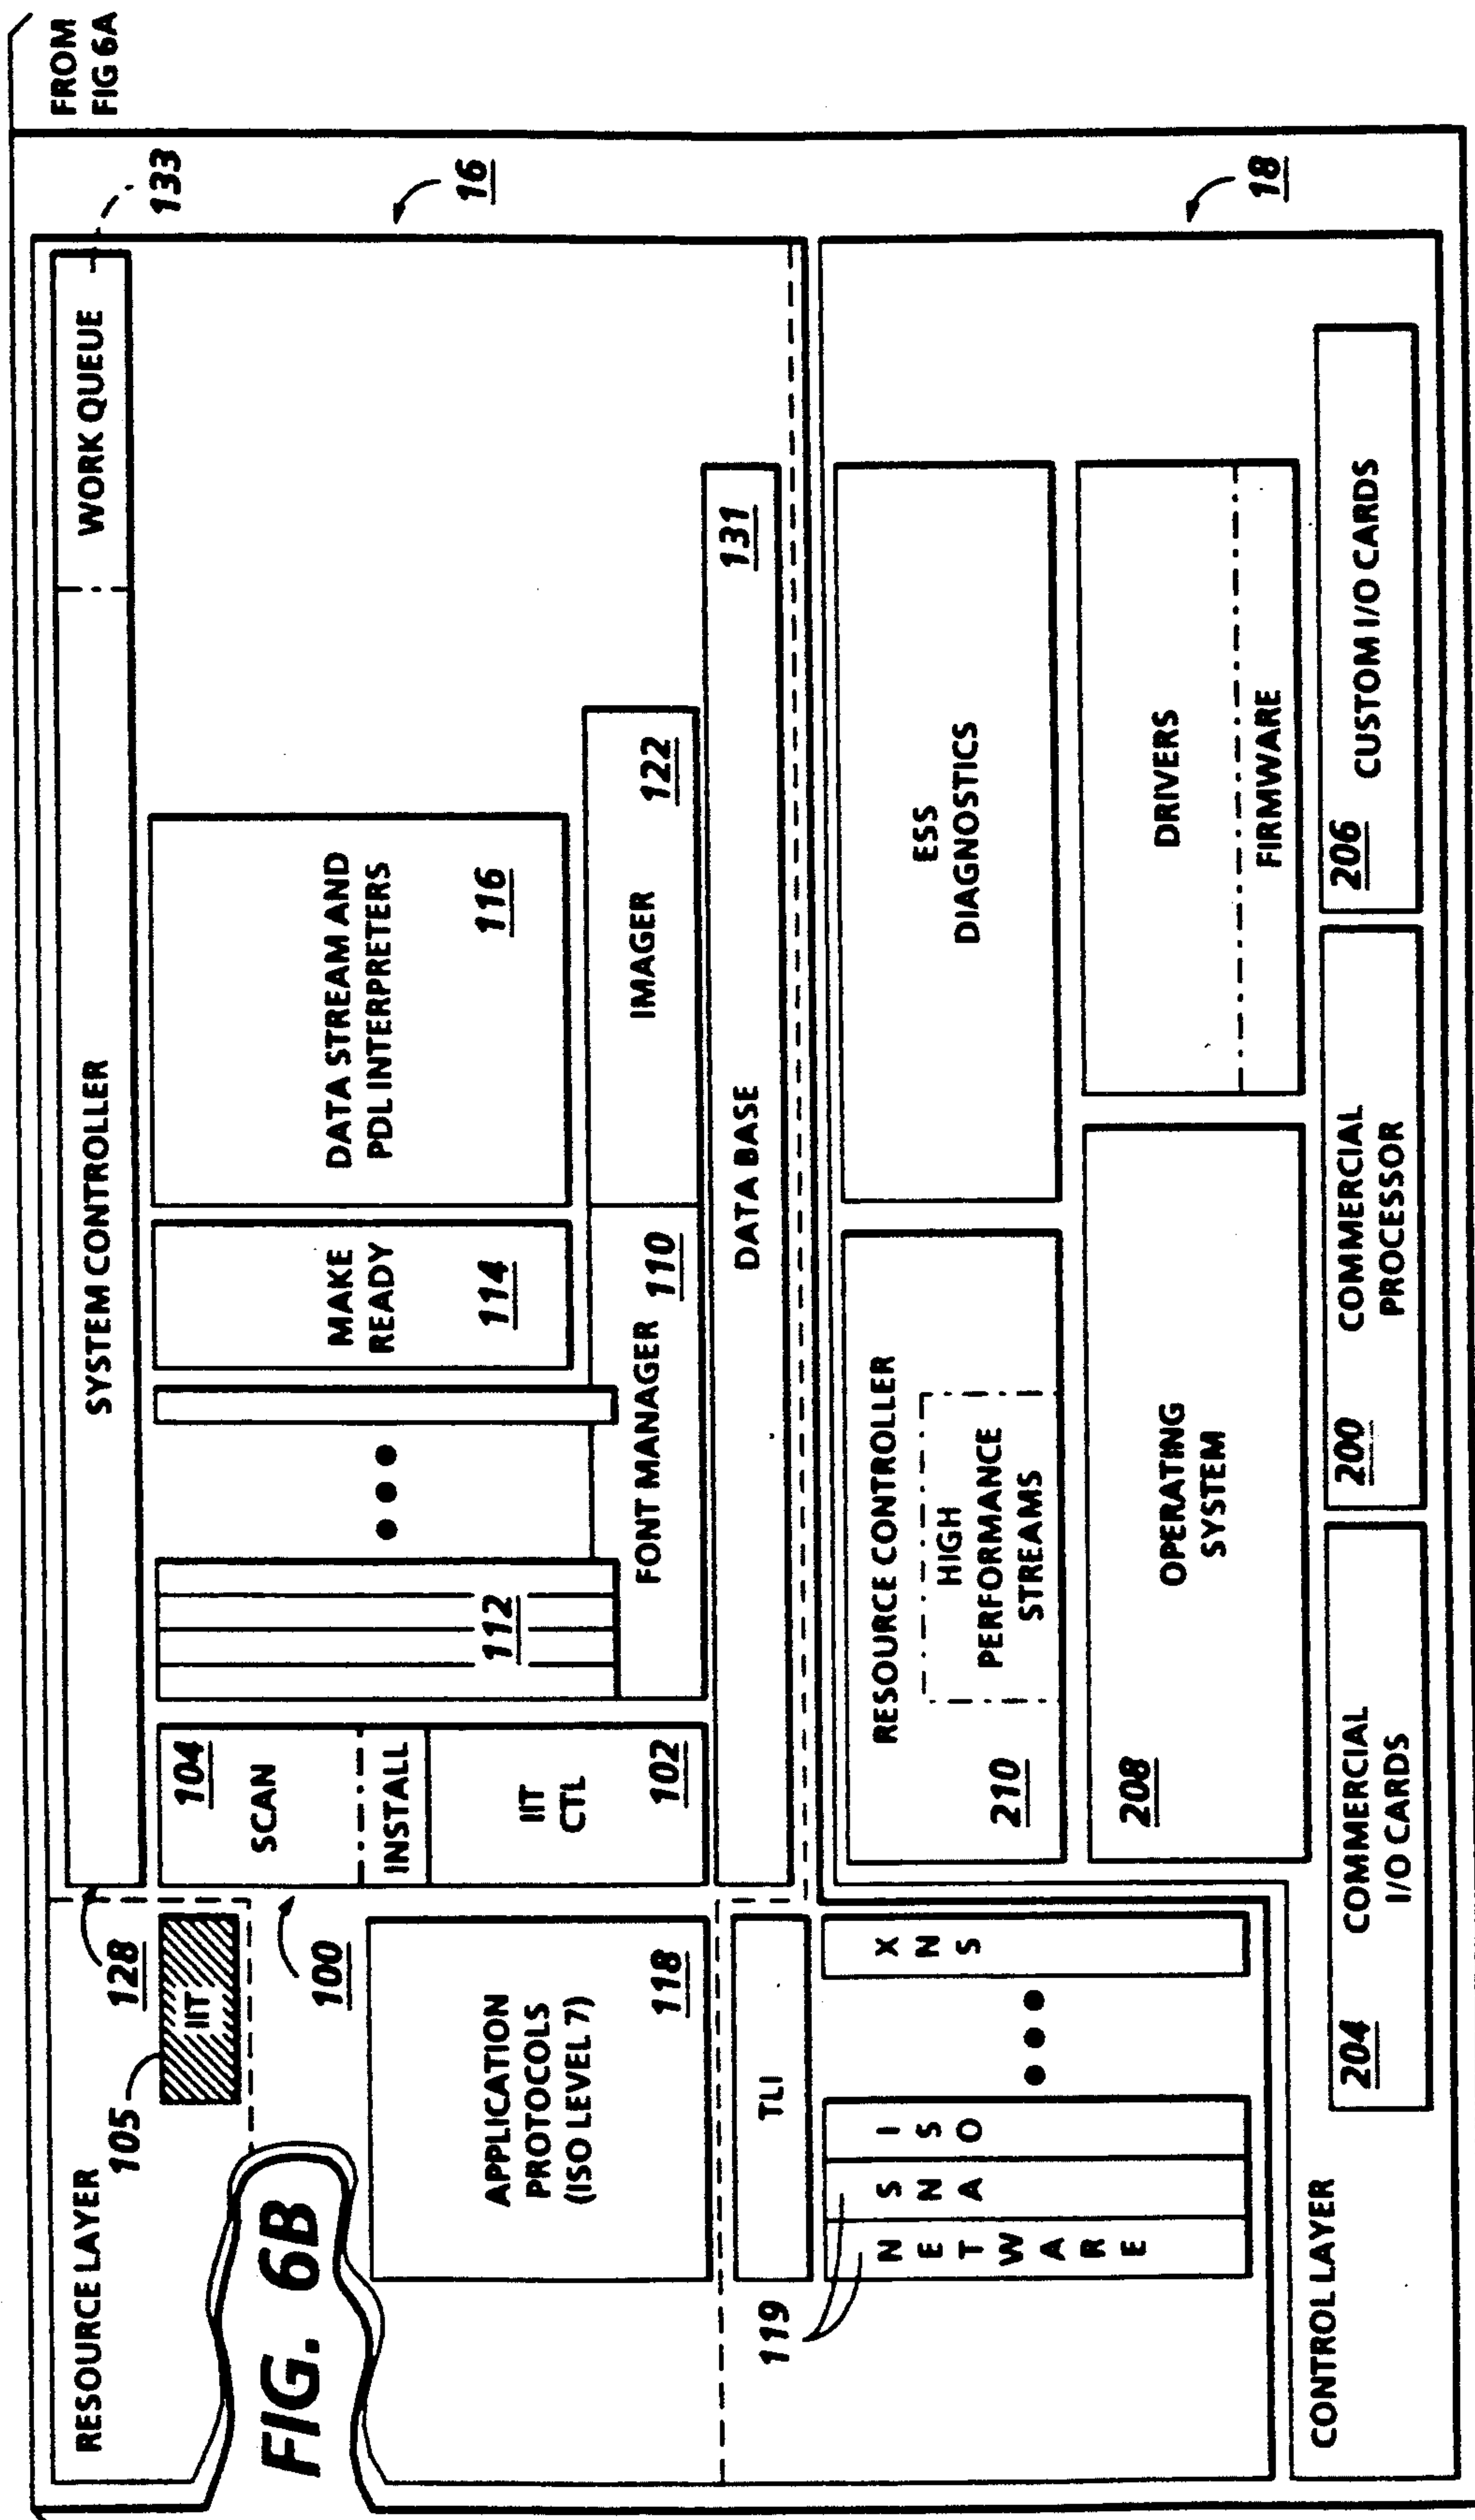 FROM
FIG 6A
RESOURCE LAYER
128
SYSTEM CONTROLLER
WORK QUEUE
133
105
IIT
104
SCAN
INSTALL
IIT
CTL
102
100
112
MAKE
READY
114
DATA STREAM AND
PDL INTERPRETERS
116
16
FIG. 6B
APPLICATION
PROTOCOLS
(ISO LEVEL 7)
118
FONT MANAGER
110
IMAGER
122
DATA BASE
131
TLI
119
NETWARE
SNA
ISO
XNS
RESOURCE CONTROLLER
HIGH
PERFORMANCE
STREAMS
210
ESS
DIAGNOSTICS
18
208
OPERATING
SYSTEM
DRIVERS
FIRMWARE
CONTROL LAYER
204
COMMERCIAL
I/O CARDS
200
COMMERCIAL
PROCESSOR
206
CUSTOM I/O CARDS